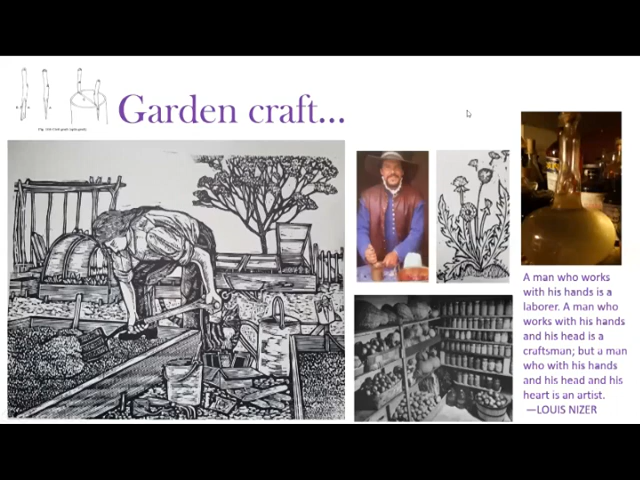 Garden craft...
A man who works
with his hands is a
laborer. A man who
works with his hands
and his head is a
craftsman; but a man
who with his hands
and his head and his
heart is an artist.
—LOUIS NIZER